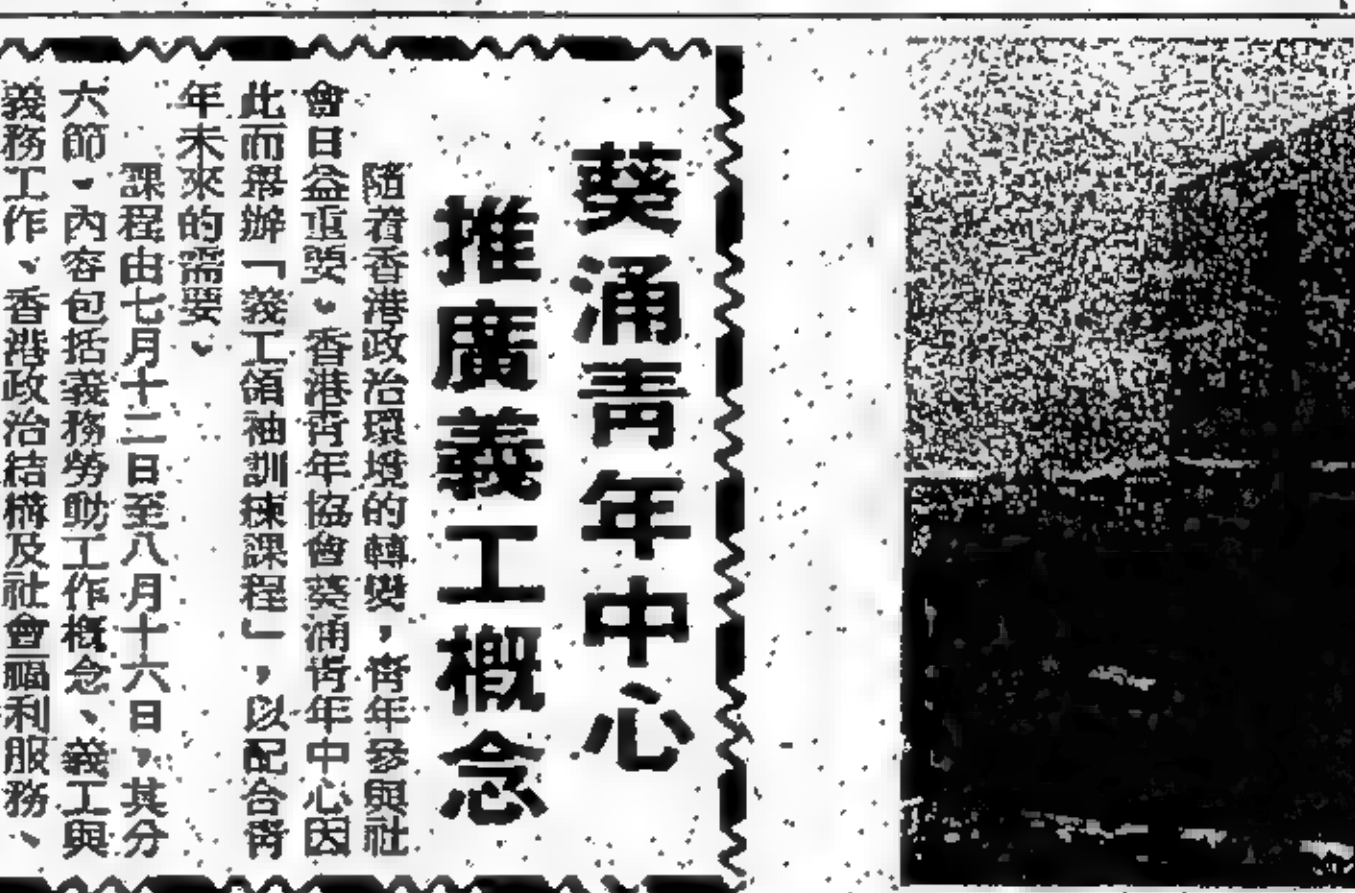 葵涌青年中心
推廣義工概念
隨着香港政治環境的轉變，青年參與社
會日益重要。香港青年協會葵涌青年中心因
此而舉辦「義工領袖訓練課程」，以配合青
年未來的需要。
課程由七月十二日至八月十六日，其分
六節。內容包括義務勞動工作概念、義工與
義務工作、香港政治結構及社會福利服務、